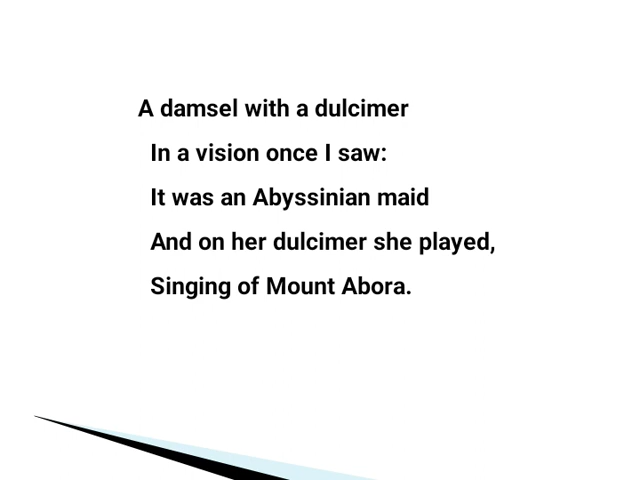 A damsel with a dulcimer
In a vision once I saw:
It was an Abyssinian maid
And on her dulcimer she played,
Singing of Mount Abora.